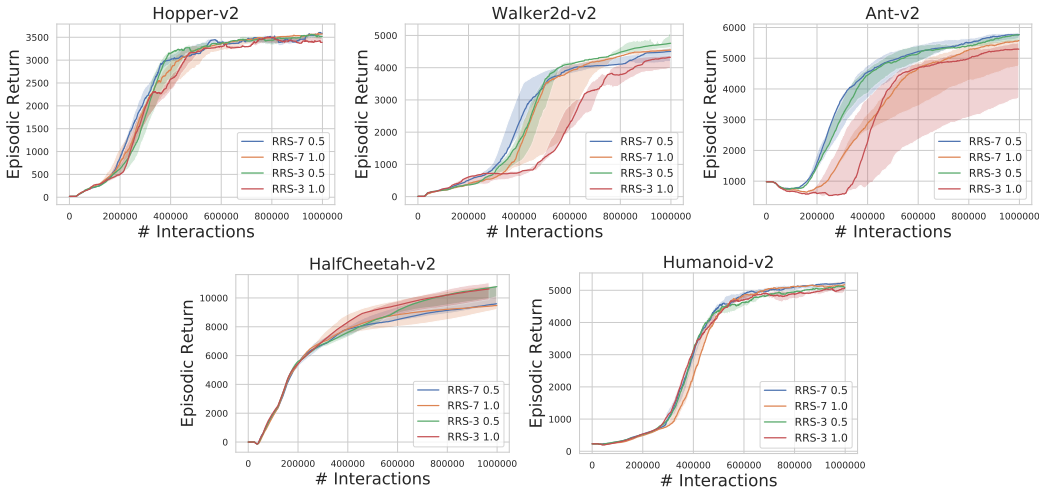 Hopper-v2
Episodic Return
3500
3000
2500
2000
1500
1000
500
0
0 200000 400000 600000 800000 1000000
# Interactions
RRS-7 0.5
RRS-7 1.0
RRS-3 0.5
RRS-3 1.0
Walker2d-v2
Episodic Return
5000
4000
3000
2000
1000
0
0 200000 400000 600000 800000 1000000
# Interactions
RRS-7 0.5
RRS-7 1.0
RRS-3 0.5
RRS-3 1.0
Ant-v2
Episodic Return
6000
5000
4000
3000
2000
1000
0 200000 400000 600000 800000 1000000
# Interactions
RRS-7 0.5
RRS-7 1.0
RRS-3 0.5
RRS-3 1.0
HalfCheetah-v2
Episodic Return
10000
8000
6000
4000
2000
0
0 200000 400000 600000 800000 1000000
# Interactions
RRS-7 0.5
RRS-7 1.0
RRS-3 0.5
RRS-3 1.0
Humanoid-v2
Episodic Return
5000
4000
3000
2000
1000
0
0 200000 400000 600000 800000 1000000
# Interactions
RRS-7 0.5
RRS-7 1.0
RRS-3 0.5
RRS-3 1.0